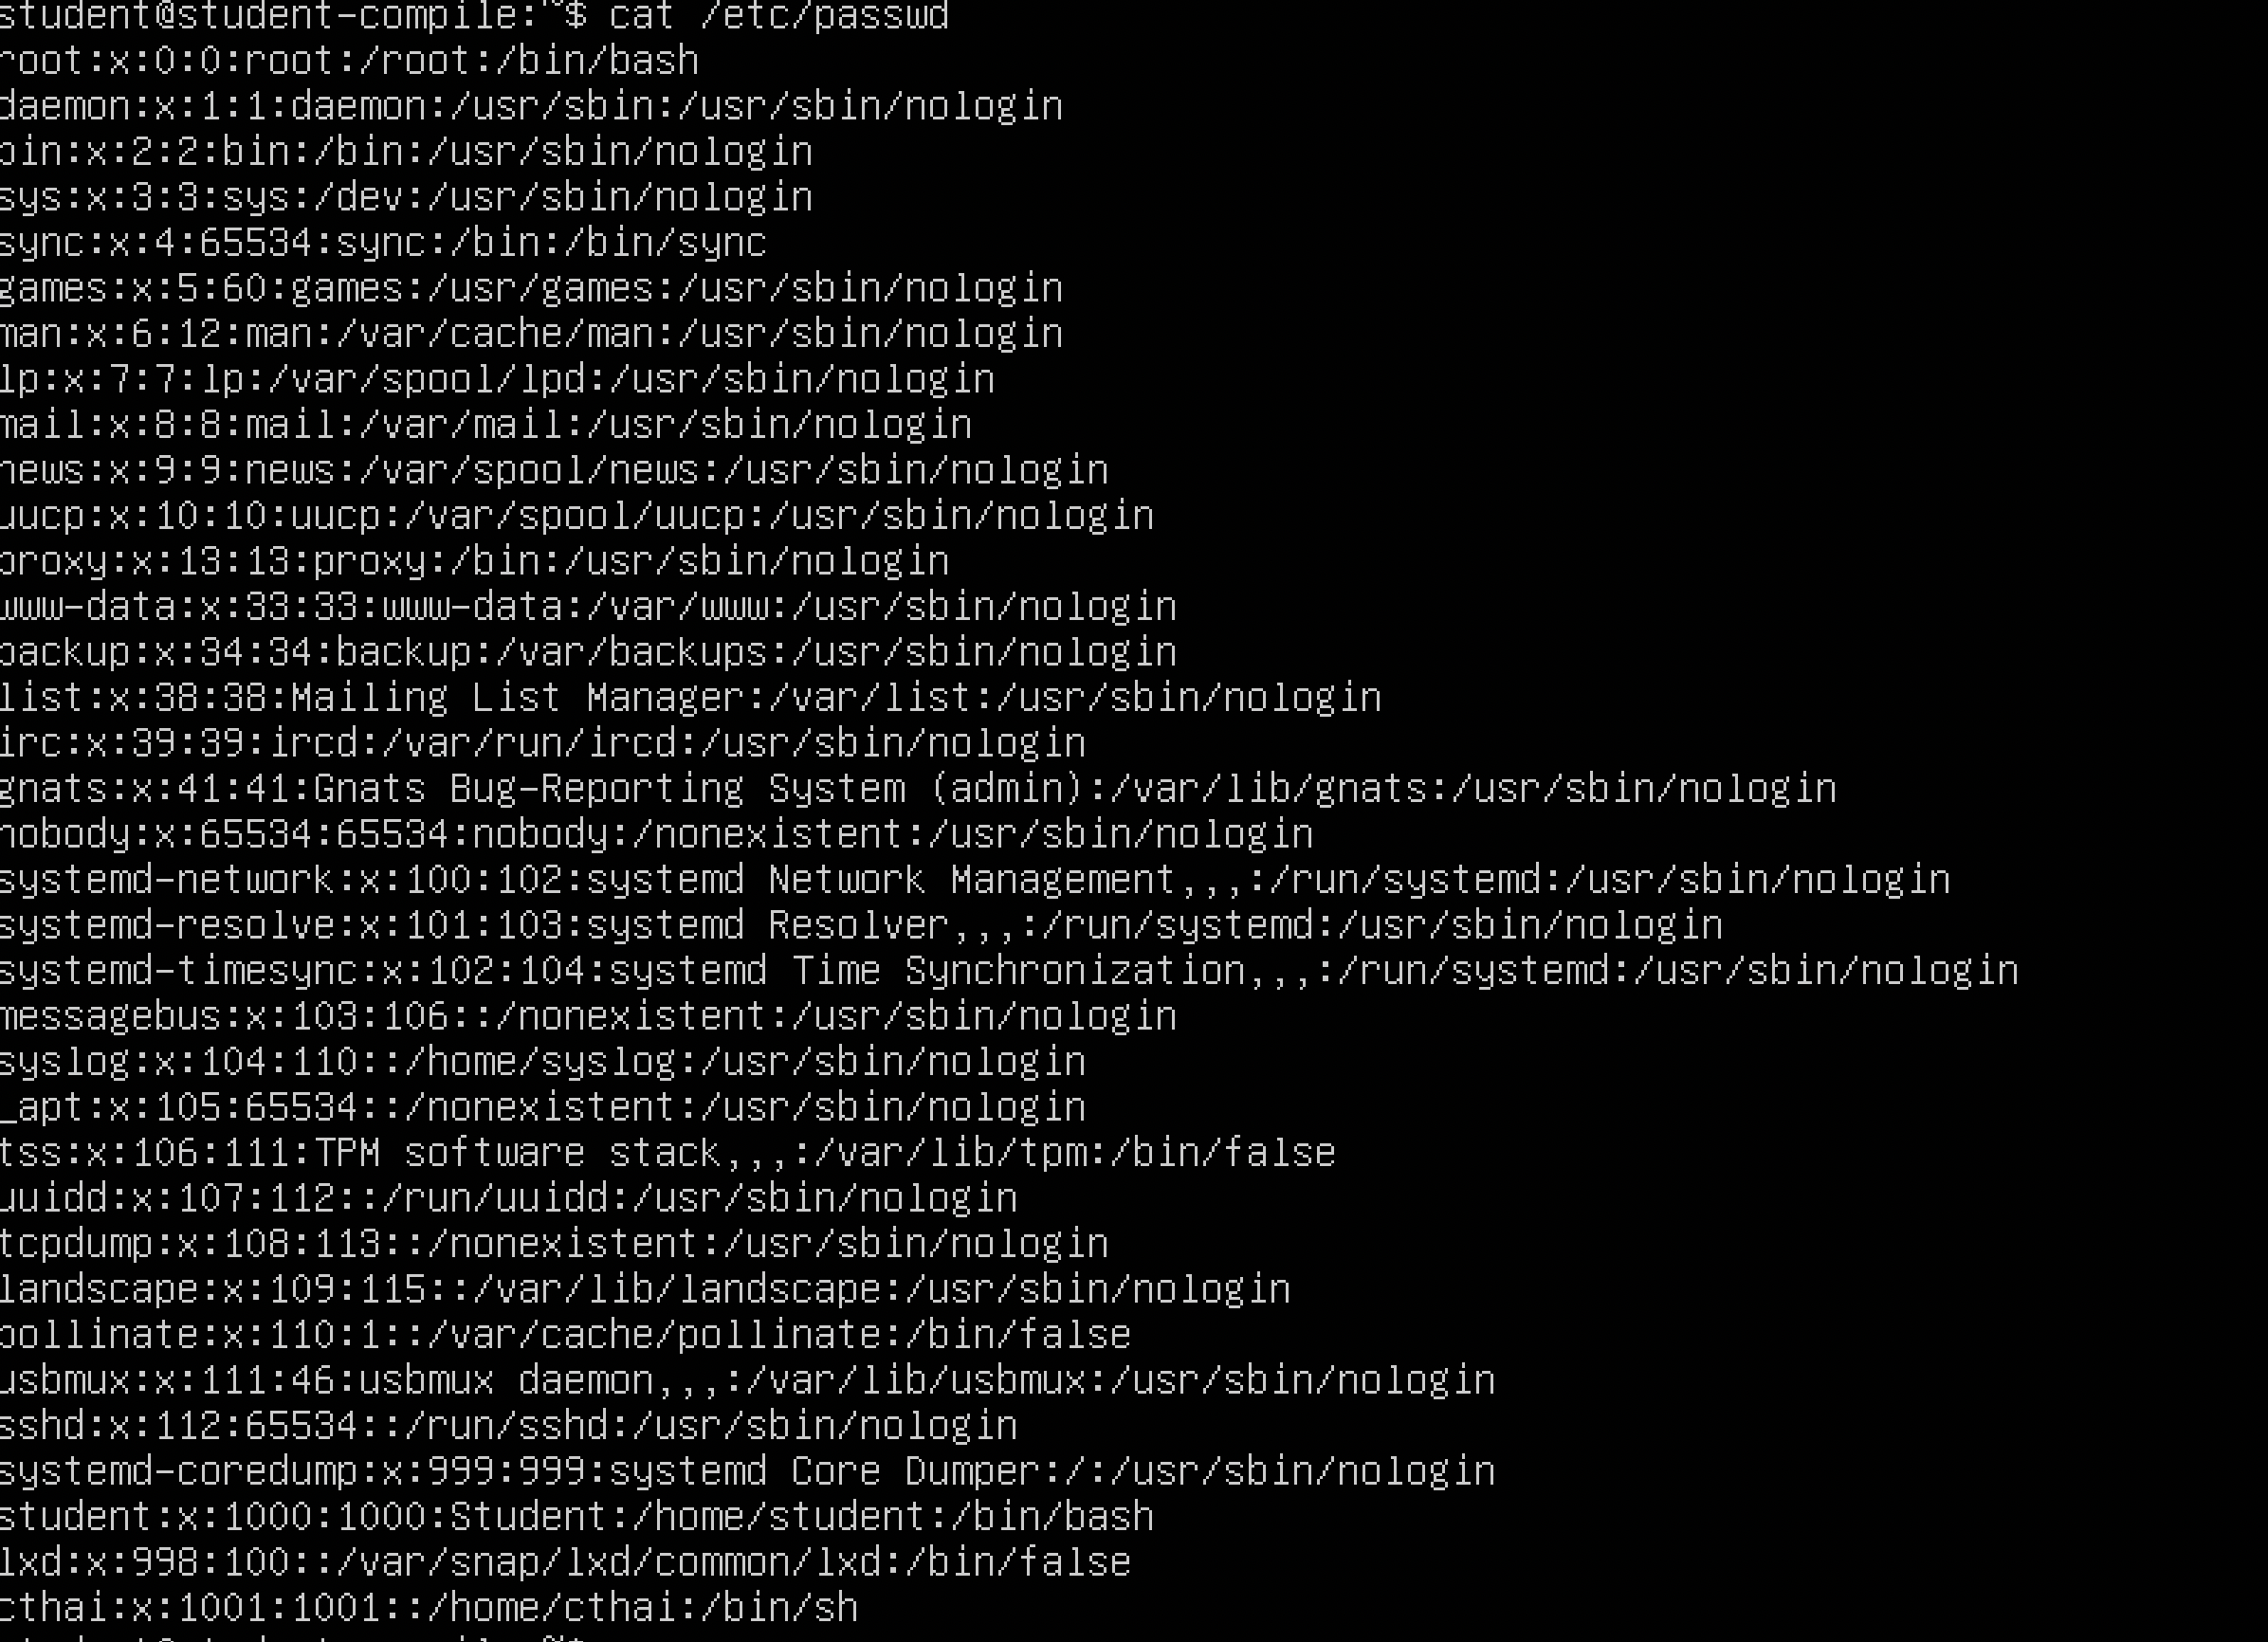 student@student-compile:~$ cat /etc/passwd
root:x:0:0:root:/root:/bin/bash
daemon:x:1:1:daemon:/usr/sbin:/usr/sbin/nologin
bin:x:2:2:bin:/bin:/usr/sbin/nologin
sys:x:3:3:sys:/dev:/usr/sbin/nologin
sync:x:4:65534:sync:/bin:/bin/sync
games:x:5:60:games:/usr/games:/usr/sbin/nologin
man:x:6:12:man:/var/cache/man:/usr/sbin/nologin
lp:x:7:7:lp:/var/spool/lpd:/usr/sbin/nologin
mail:x:8:8:mail:/var/mail:/usr/sbin/nologin
news:x:9:9:news:/var/spool/news:/usr/sbin/nologin
uucp:x:10:10:uucp:/var/spool/uucp:/usr/sbin/nologin
proxy:x:13:13:proxy:/bin:/usr/sbin/nologin
www-data:x:33:33:www-data:/var/www:/usr/sbin/nologin
backup:x:34:34:backup:/var/backups:/usr/sbin/nologin
list:x:38:38:Mailing List Manager:/var/list:/usr/sbin/nologin
irc:x:39:39:ircd:/var/run/ircd:/usr/sbin/nologin
gnats:x:41:41:Gnats Bug-Reporting System (admin):/var/lib/gnats:/usr/sbin/nologin
nobody:x:65534:65534:nobody:/nonexistent:/usr/sbin/nologin
systemd-network:x:100:102:systemd Network Management,,,:/run/systemd:/usr/sbin/nologin
systemd-resolve:x:101:103:systemd Resolver,,,:/run/systemd:/usr/sbin/nologin
systemd-timesync:x:102:104:systemd Time Synchronization,,,:/run/systemd:/usr/sbin/nologin
messagebus:x:103:106::/nonexistent:/usr/sbin/nologin
syslog:x:104:110::/home/syslog:/usr/sbin/nologin
_apt:x:105:65534::/nonexistent:/usr/sbin/nologin
tss:x:106:111:TPM software stack,,,:/var/lib/tpm:/bin/false
uuidd:x:107:112::/run/uuidd:/usr/sbin/nologin
tcpdump:x:108:113::/nonexistent:/usr/sbin/nologin
landscape:x:109:115::/var/lib/landscape:/usr/sbin/nologin
pollinate:x:110:1::/var/cache/pollinate:/bin/false
usbmux:x:111:46:usbmux daemon,,,:/var/lib/usbmux:/usr/sbin/nologin
sshd:x:112:65534::/run/sshd:/usr/sbin/nologin
systemd-coredump:x:999:999:systemd Core Dumper:/:/usr/sbin/nologin
student:x:1000:1000:Student:/home/student:/bin/bash
lxd:x:998:100::/var/snap/lxd/common/lxd:/bin/false
cthai:x:1001:1001::/home/cthai:/bin/sh